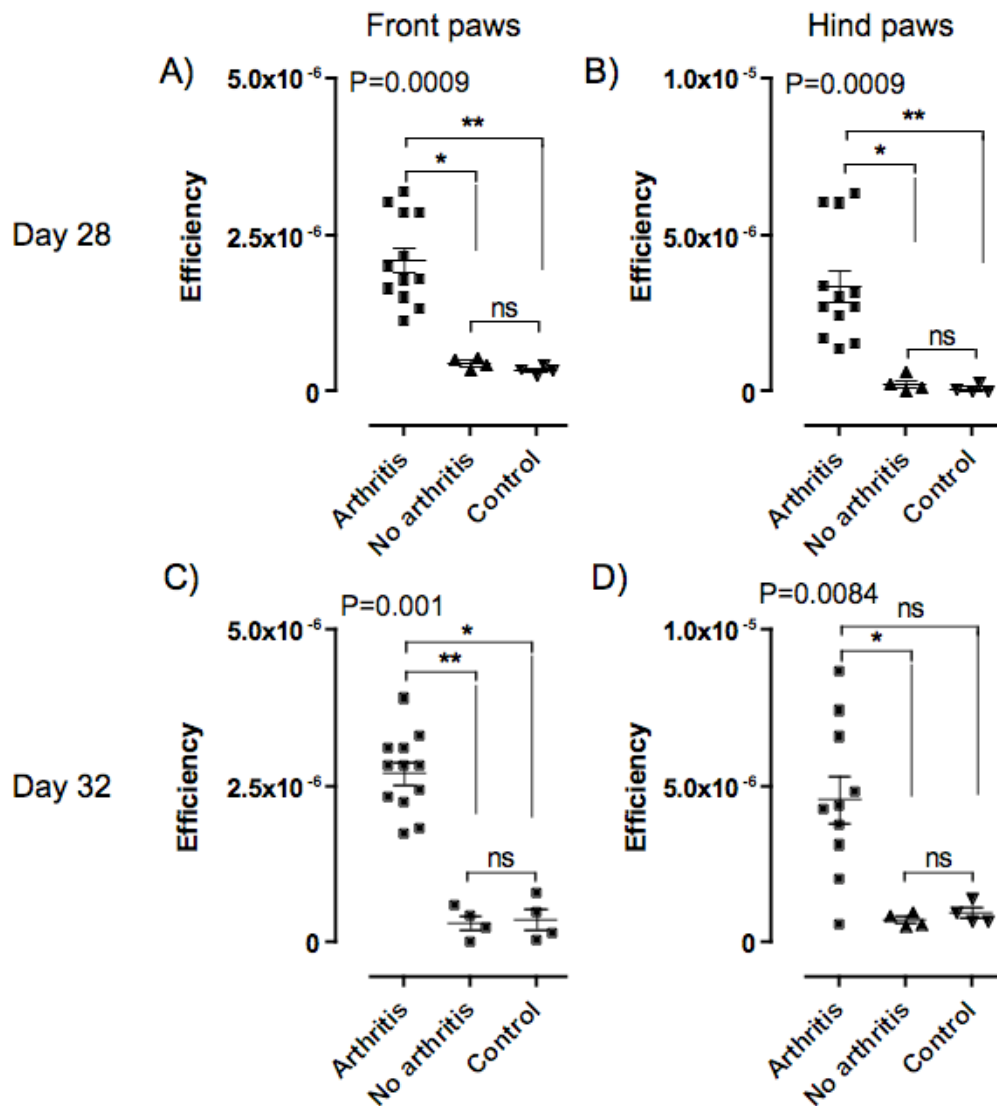 Front paws
Hind paws
A)
5.0x10⁻⁶
P=0.0009
**
*
Efficiency
2.5x10⁻⁶
ns
0
Arthritis
No arthritis
Control
B)
1.0x10⁻⁵
P=0.0009
**
*
Efficiency
5.0x10⁻⁶
ns
0
Arthritis
No arthritis
Control
Day 28
C)
P=0.001
5.0x10⁻⁶
*
**
Efficiency
2.5x10⁻⁶
ns
0
Arthritis
No arthritis
Control
D)
P=0.0084
ns
1.0x10⁻⁵
*
Efficiency
5.0x10⁻⁶
ns
0
Arthritis
No arthritis
Control
Day 32